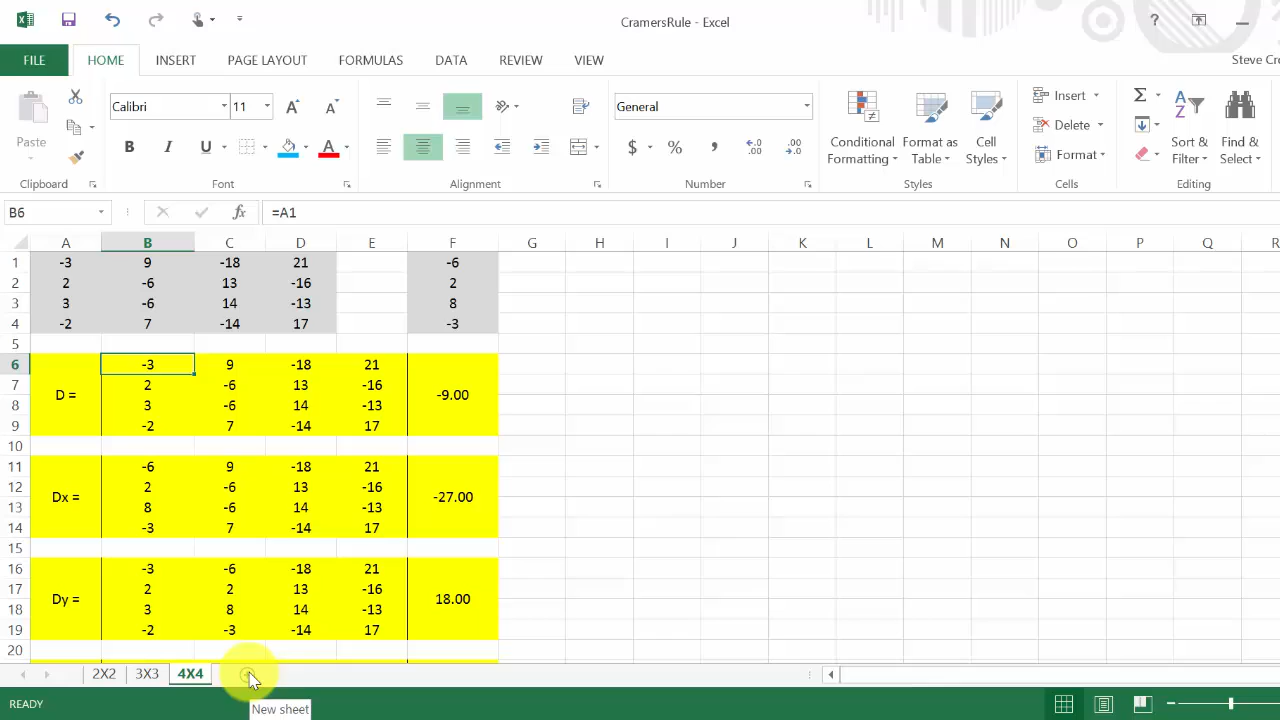 CramersRule - Excel
?
FILE HOME INSERT PAGE LAYOUT FORMULAS DATA REVIEW VIEW
Steve Cr
Paste
Calibri 11 A A
B I U A
General
$ % , .0 .00 .00 .0
Conditional Formatting
Format as Table
Cell Styles
Insert
Delete
Format
Σ
A Z
Sort & Filter
Find & Select
Clipboard Font Alignment Number Styles Cells Editing
B6 fx =A1
A B C D E F G H I J K L M N O P Q R
1 -3 9 -18 21 -6
2 2 -6 13 -16 2
3 3 -6 14 -13 8
4 -2 7 -14 17 -3
5
6 -3 9 -18 21
7 2 -6 13 -16
D = -9.00
8 3 -6 14 -13
9 -2 7 -14 17
10
11 -6 9 -18 21
12 2 -6 13 -16
Dx = -27.00
13 8 -6 14 -13
14 -3 7 -14 17
15
16 -3 -6 -18 21
17 2 2 13 -16
Dy = 18.00
18 3 8 14 -13
19 -2 -3 -14 17
20
2X2 3X3 4X4
READY
New sheet